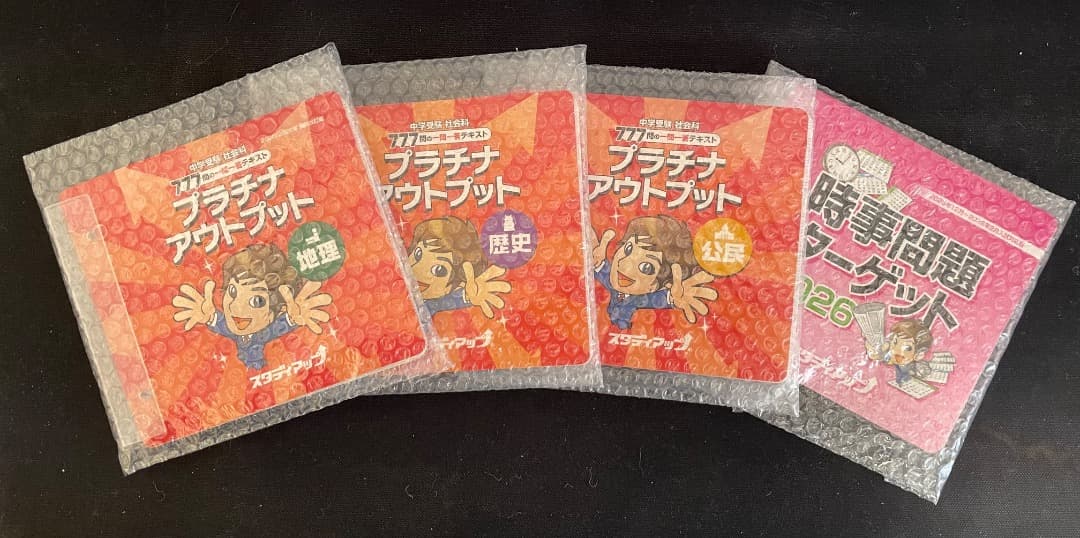 中学受験 社会科
777問の一問一答テキスト
プラチナ
アウトプット
地理
スタディアップ
中学受験 社会科
777問の一問一答テキスト
プラチナ
アウトプット
歴史
スタディアップ
中学受験 社会科
777問の一問一答テキスト
プラチナ
アウトプット
公民
スタディアップ
時事問題
ターゲット
2026
スタディアップ